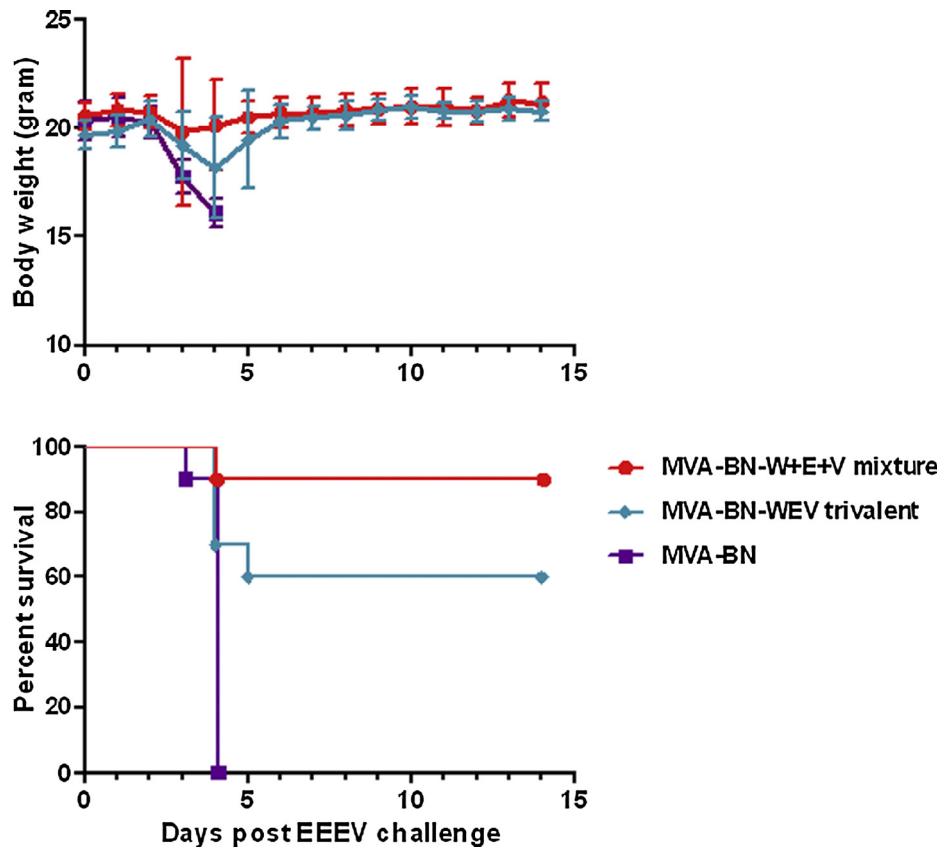 25
20
15
10
Body weight (gram)
0 5 10 15
100
80
60
40
20
0
Percent survival
0 5 10 15
Days post EEEV challenge
MVA-BN-W+E+V mixture
MVA-BN-WEV trivalent
MVA-BN